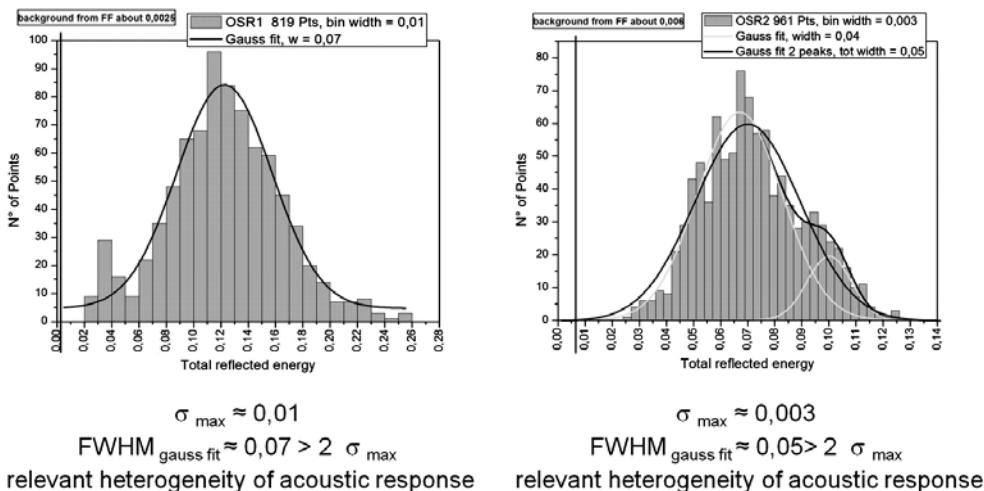 background from FF about 0,0025
OSR1 819 Pts, bin width = 0,01
Gauss fit, w = 0,07
100
90
80
70
60
50
40
30
20
10
0
N° of Points
0,00 0,02 0,04 0,06 0,08 0,10 0,12 0,14 0,16 0,18 0,20 0,22 0,24 0,26 0,28
Total reflected energy
σ max ≈ 0,01
FWHM gauss fit ≈ 0,07 > 2 σ max
relevant heterogeneity of acoustic response
background from FF about 0,006
OSR2 961 Pts, bin width = 0,003
Gauss fit, width = 0,04
Gauss fit 2 peaks, tot width = 0,05
80
70
60
50
40
30
20
10
0
N° of Points
0,00 0,01 0,02 0,03 0,04 0,05 0,06 0,07 0,08 0,09 0,10 0,11 0,12 0,13 0,14
Total reflected energy
σ max ≈ 0,003
FWHM gauss fit ≈ 0,05> 2 σ max
relevant heterogeneity of acoustic response